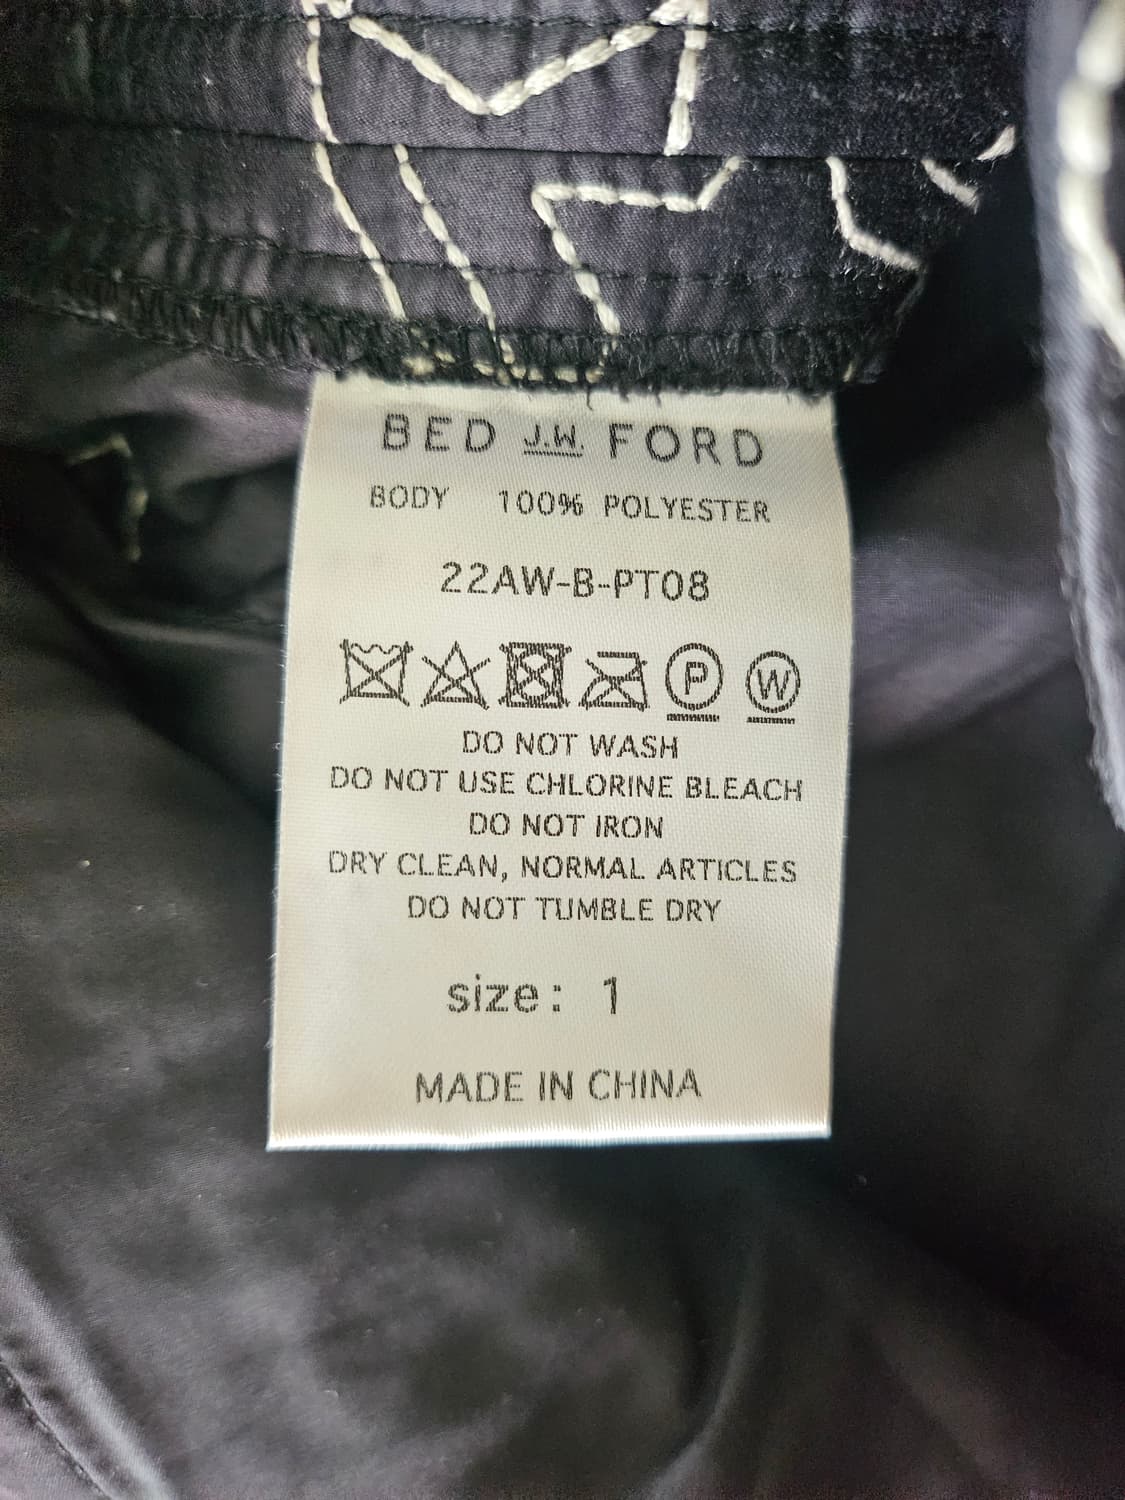 BED J.W. FORD
BODY 100% POLYESTER
22AW-B-PT08
P W
DO NOT WASH
DO NOT USE CHLORINE BLEACH
DO NOT IRON
DRY CLEAN, NORMAL ARTICLES
DO NOT TUMBLE DRY
size: 1
MADE IN CHINA